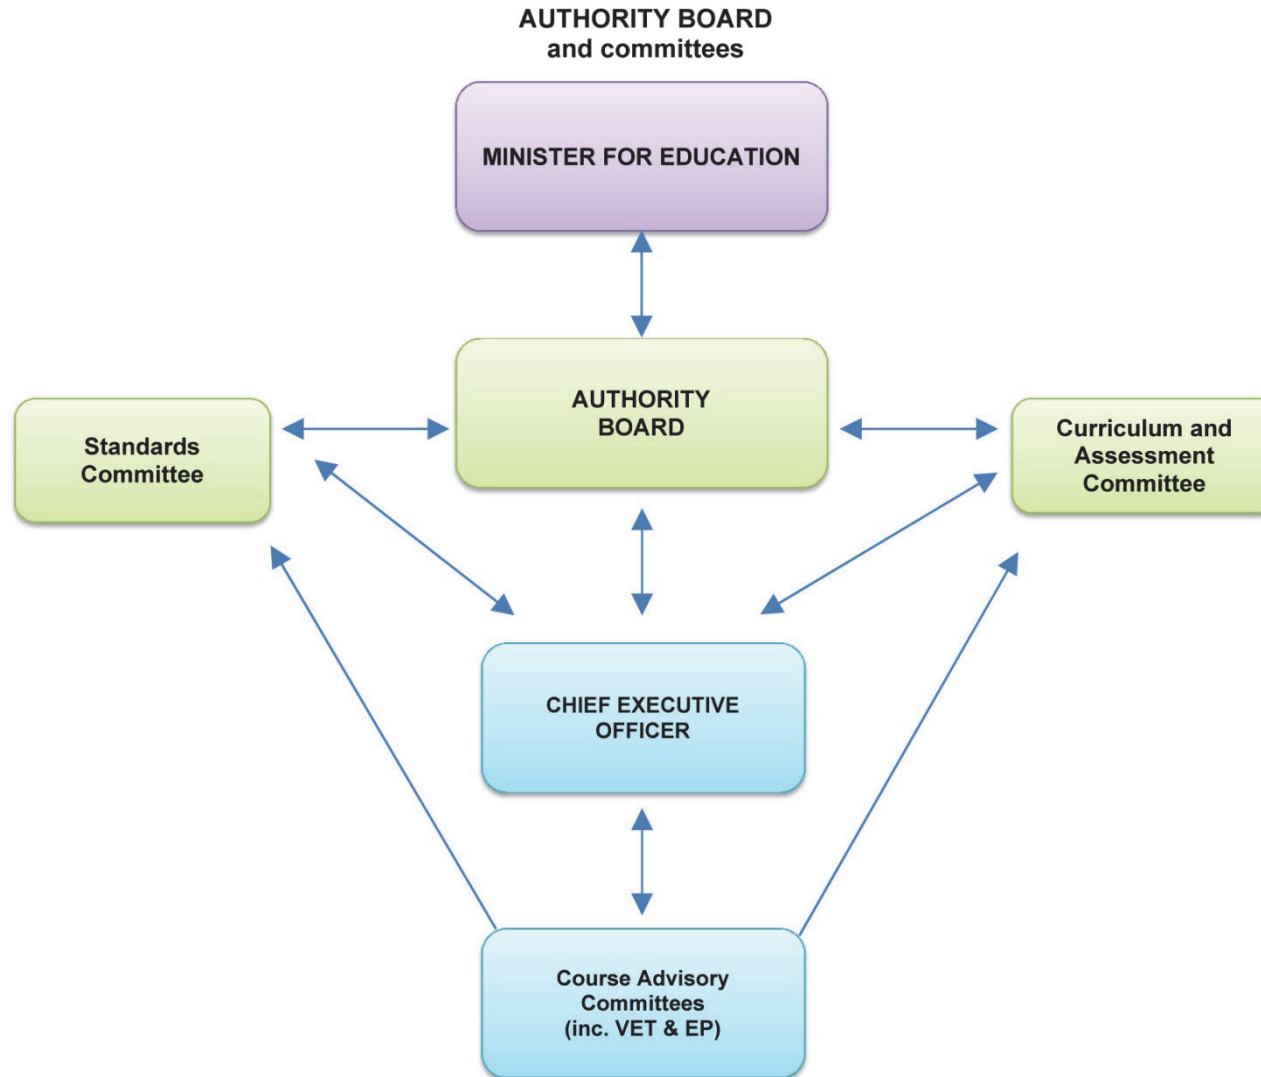 AUTHORITY BOARD
and committees
MINISTER FOR EDUCATION
AUTHORITY
BOARD
Standards
Committee
Curriculum and
Assessment
Committee
CHIEF EXECUTIVE
OFFICER
Course Advisory
Committees
(inc. VET & EP)